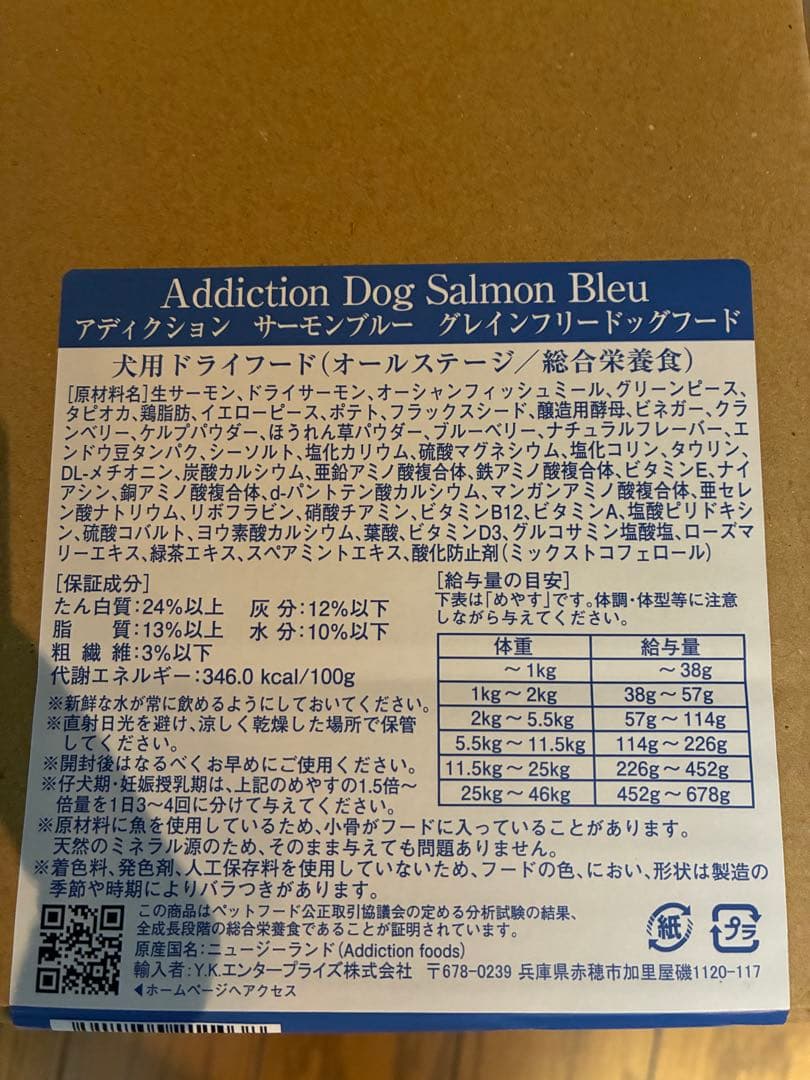 Addiction Dog Salmon Bleu
アディクション サーモンブルー グレインフリードッグフード
犬用ドライフード(オールステージ/総合栄養食)
[原材料名]生サーモン、ドライサーモン、オーシャンフィッシュミール、グリーンピース、
タピオカ、鶏脂肪、イエローピース、ポテト、フラックスシード、醸造用酵母、ビネガー、クラ
ンベリー、ケルプパウダー、ほうれん草パウダー、ブルーベリー、ナチュラルフレーバー、エ
ンドウ豆タンパク、シーソルト、塩化カリウム、硫酸マグネシウム、塩化コリン、タウリン、
DL-メチオニン、炭酸カルシウム、亜鉛アミノ酸複合体、鉄アミノ酸複合体、ビタミンE、ナイ
アシン、銅アミノ酸複合体、d-パントテン酸カルシウム、マンガンアミノ酸複合体、亜セレ
ン酸ナトリウム、リボフラビン、硝酸チアミン、ビタミンB12、ビタミンA、塩酸ピリドキシ
ン、硫酸コバルト、ヨウ素酸カルシウム、葉酸、ビタミンD3、グルコサミン塩酸塩、ローズマ
リーエキス、緑茶エキス、スペアミントエキス、酸化防止剤(ミックストコフェロール)
[保証成分]
たん白質:24%以上 灰分:12%以下
脂質:13%以上 水分:10%以下
粗繊維:3%以下
代謝エネルギー:346.0 kcal/100g
※新鮮な水が常に飲めるようにしておいてください。
※直射日光を避け、涼しく乾燥した場所で保管
してください。
※開封後はなるべくお早めにご使用ください。
※仔犬期・妊娠授乳期は、上記のめやすの1.5倍~
倍量を1日3~4回に分けて与えてください。
[給与量の目安]
下表は「めやす」です。体調・体型等に注意
しながら与えてください。
体重 給与量
~1kg ~38g
1kg~2kg 38g~57g
2kg~5.5kg 57g~114g
5.5kg~11.5kg 114g~226g
11.5kg~25kg 226g~452g
25kg~46kg 452g~678g
※原材料に魚を使用しているため、小骨がフードに入っていることがあります。
天然のミネラル源のため、そのまま与えても問題ありません。
※着色料、発色剤、人工保存料を使用していないため、フードの色、におい、形状は製造の
季節や時期によりバラつきがあります。
この商品はペットフード公正取引協議会の定める分析試験の結果、
全成長段階の総合栄養食であることが証明されています。
原産国名:ニュージーランド(Addiction foods)
輸入者:Y.K.エンタープライズ株式会社 〒678-0239 兵庫県赤穂市加里屋磯1120-117
◀ホームページへアクセス
紙
プラ